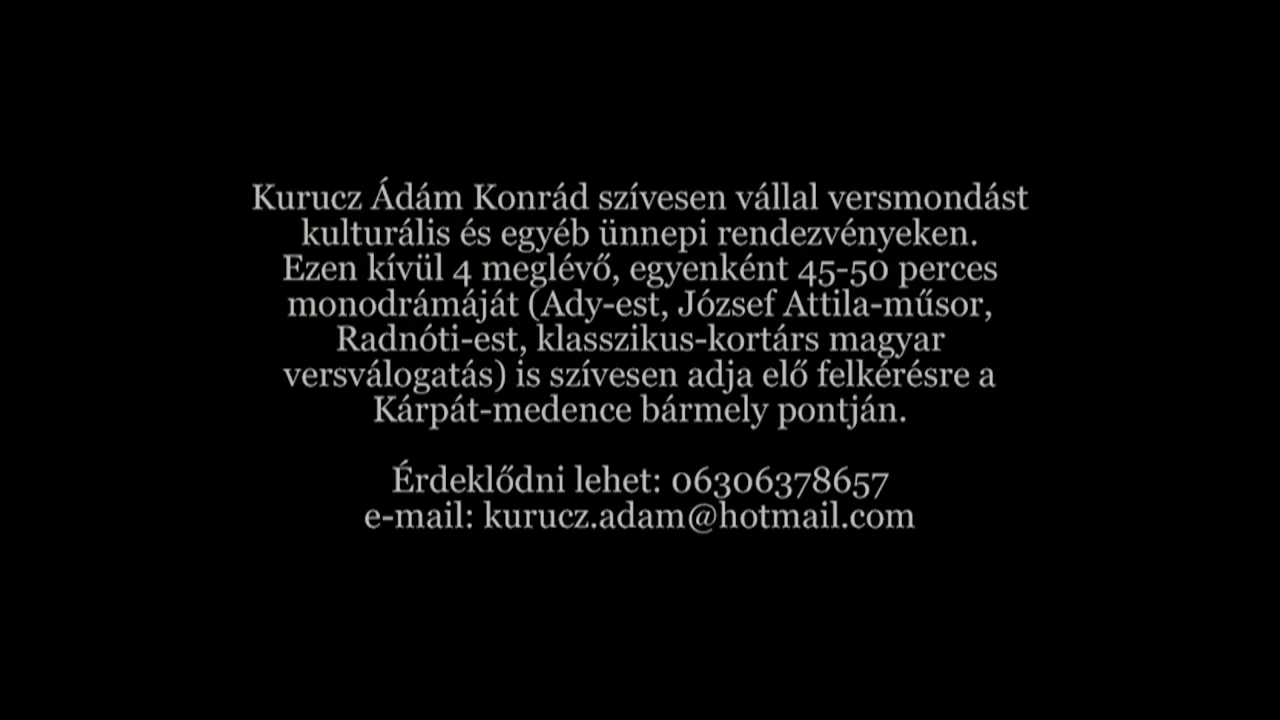 Kurucz Ádám Konrád szívesen vállal versmondást
kulturális és egyéb ünnepi rendezvényeken.
Ezen kívül 4 meglévő, egyenként 45-50 perces
monodrámáját (Ady-est, József Attila-műsor,
Radnóti-est, klasszikus-kortárs magyar
versválogatás) is szívesen adja elő felkérésre a
Kárpát-medence bármely pontján.
Érdeklődni lehet: 06306378657
e-mail: kurucz.adam@hotmail.com